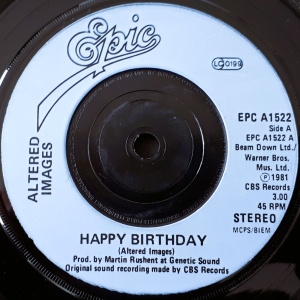 Epic
LC 0199
EPC A1522
Side A
EPC A1522 A
Beam Down Ltd./
Warner Bros.
Mus. Ltd.
℗ 1981
CBS Records
3.00
45 RPM
STEREO
MCPS/BIEM
ALTERED
IMAGES
HAPPY BIRTHDAY
(Altered Images)
Prod. by Martin Rushent at Genetic Sound
Original sound recording made by CBS Records